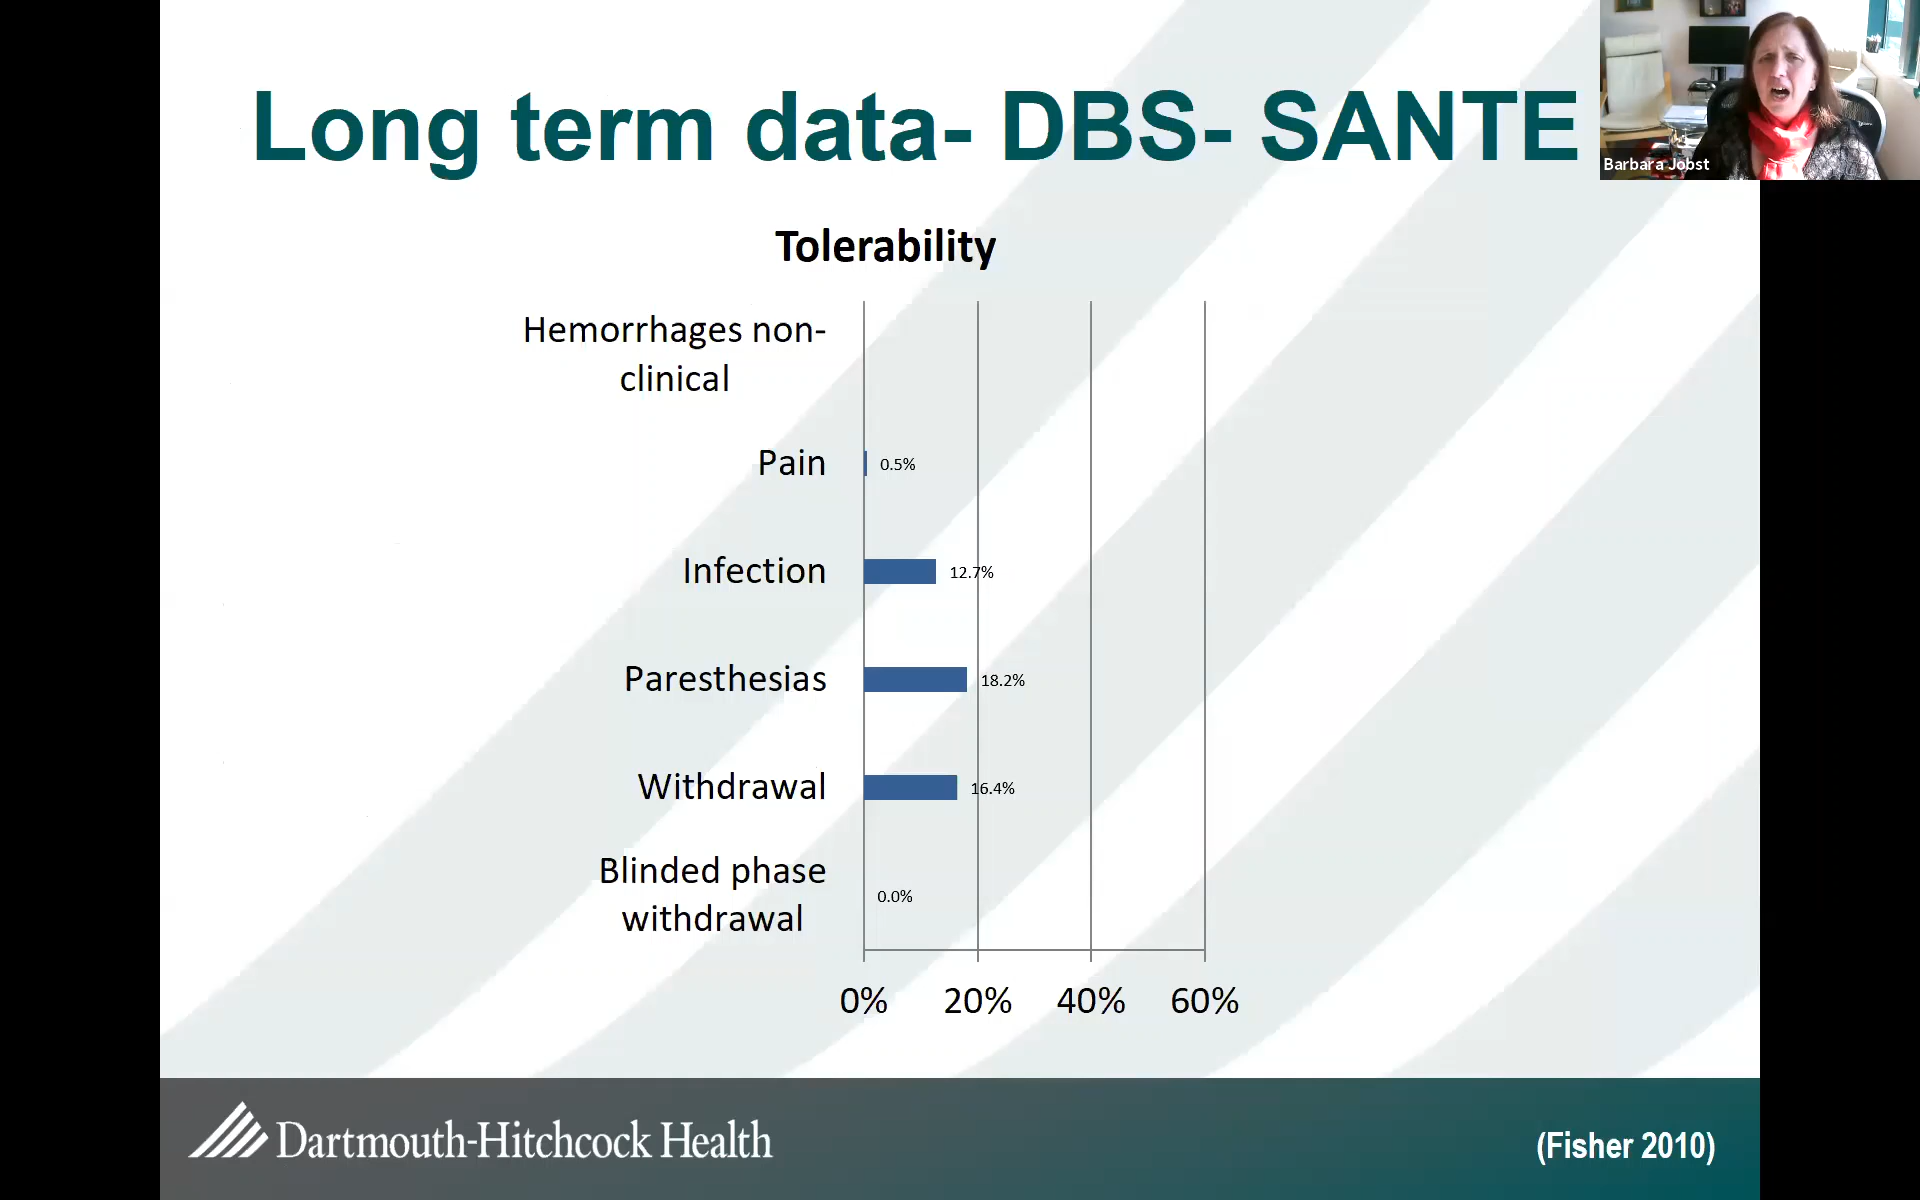 Long term data- DBS- SANTE
Barbara Jobst
Tolerability
Hemorrhages non-
clinical
Pain
0.5%
Infection
12.7%
Paresthesias
18.2%
Withdrawal
16.4%
Blinded phase
withdrawal
0.0%
0% 20% 40% 60%
Dartmouth-Hitchcock Health
(Fisher 2010)